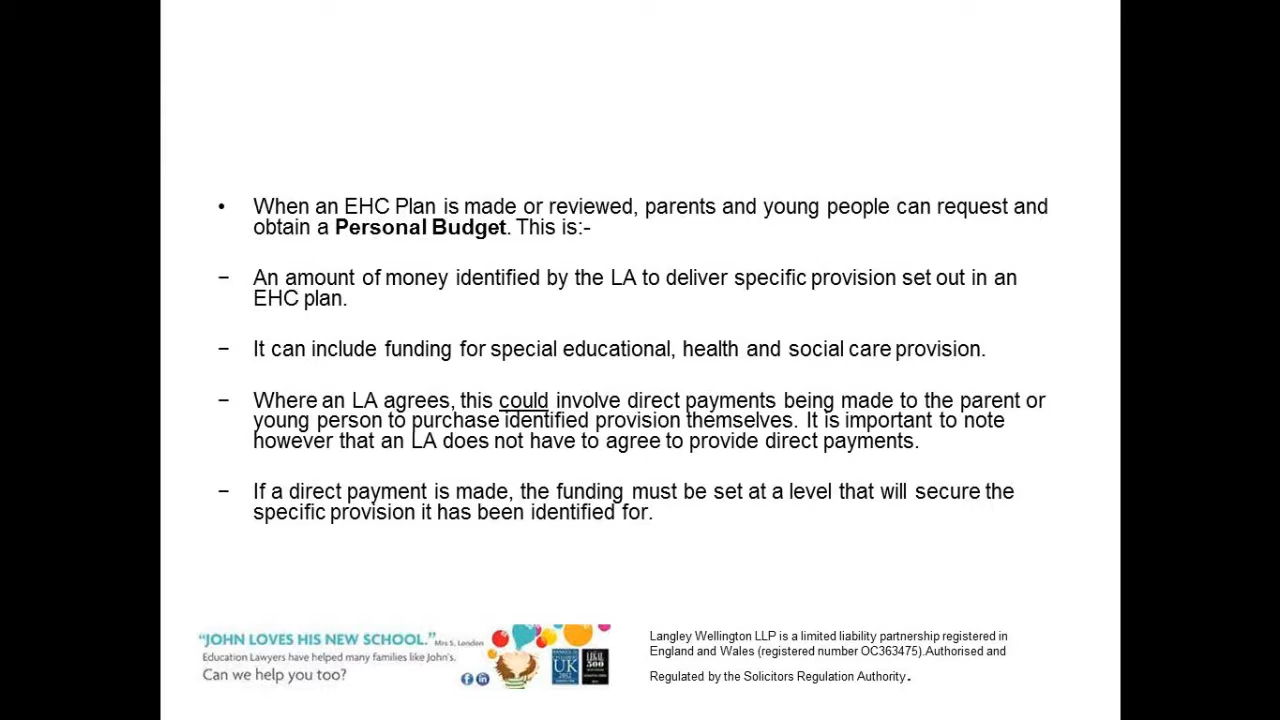 • When an EHC Plan is made or reviewed, parents and young people can request and
obtain a Personal Budget. This is:-
− An amount of money identified by the LA to deliver specific provision set out in an
EHC plan.
− It can include funding for special educational, health and social care provision.
− Where an LA agrees, this could involve direct payments being made to the parent or
young person to purchase identified provision themselves. It is important to note
however that an LA does not have to agree to provide direct payments.
− If a direct payment is made, the funding must be set at a level that will secure the
specific provision it has been identified for.
“JOHN LOVES HIS NEW SCHOOL.” Mrs S, London
Education Lawyers have helped many families like John's.
Can we help you too?
f in
UK
2012
LEGAL
500
Langley Wellington LLP is a limited liability partnership registered in
England and Wales (registered number OC363475).Authorised and
Regulated by the Solicitors Regulation Authority.